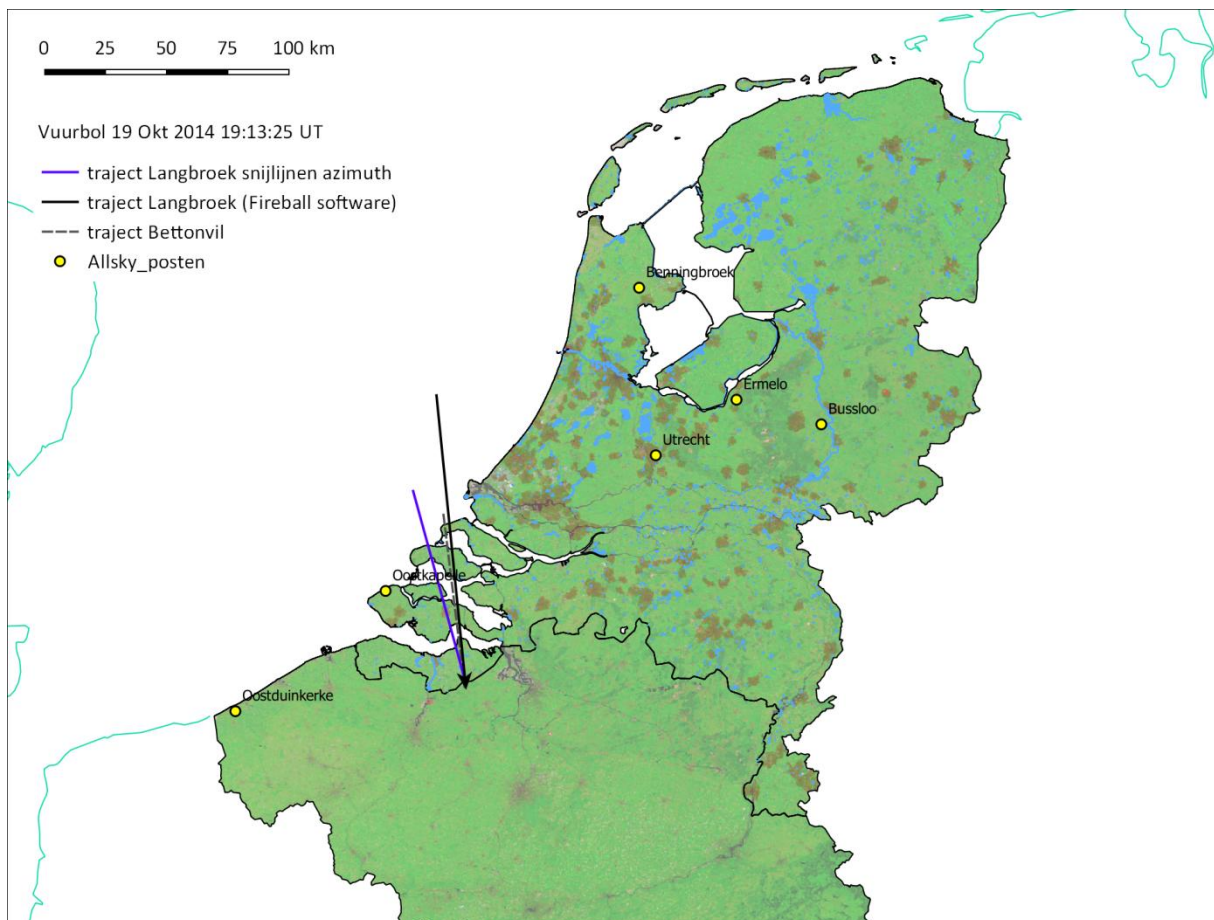 0 25 50 75 100 km
Vuurbol 19 Okt 2014 19:13:25 UT
traject Langbroek snijlijnen azimuth
traject Langbroek (Fireball software)
traject Bettonvil
Allsky_posten
Benningbroek
Ermelo
Bussloo
Utrecht
Oostkapelle
Oostduinkerke